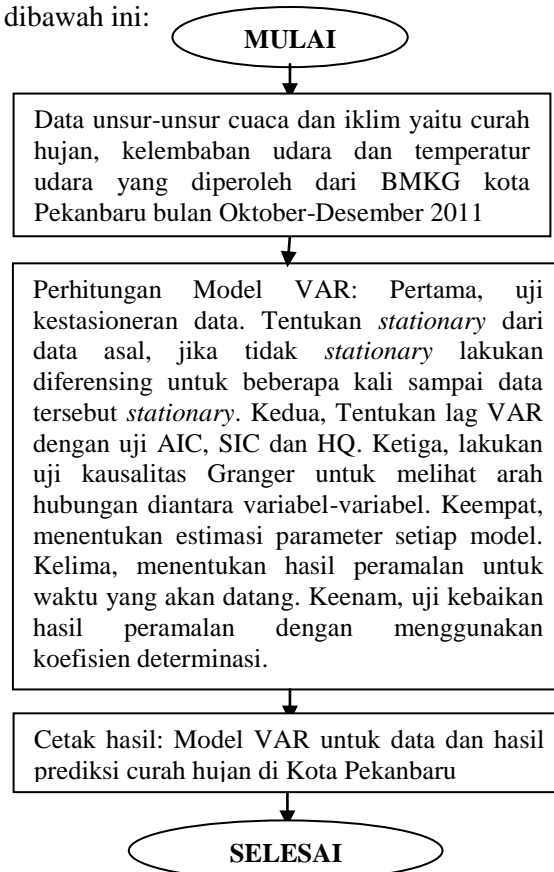 dibawah ini:
MULAI
Data unsur-unsur cuaca dan iklim yaitu curah
hujan, kelembaban udara dan temperatur
udara yang diperoleh dari BMKG kota
Pekanbaru bulan Oktober-Desember 2011
Perhitungan Model VAR: Pertama, uji
kestasioneran data. Tentukan stationary dari
data asal, jika tidak stationary lakukan
diferensing untuk beberapa kali sampai data
tersebut stationary. Kedua, Tentukan lag VAR
dengan uji AIC, SIC dan HQ. Ketiga, lakukan
uji kausalitas Granger untuk melihat arah
hubungan diantara variabel-variabel. Keempat,
menentukan estimasi parameter setiap model.
Kelima, menentukan hasil peramalan untuk
waktu yang akan datang. Keenam, uji kebaikan
hasil peramalan dengan menggunakan
koefisien determinasi.
Cetak hasil: Model VAR untuk data dan hasil
prediksi curah hujan di Kota Pekanbaru
SELESAI